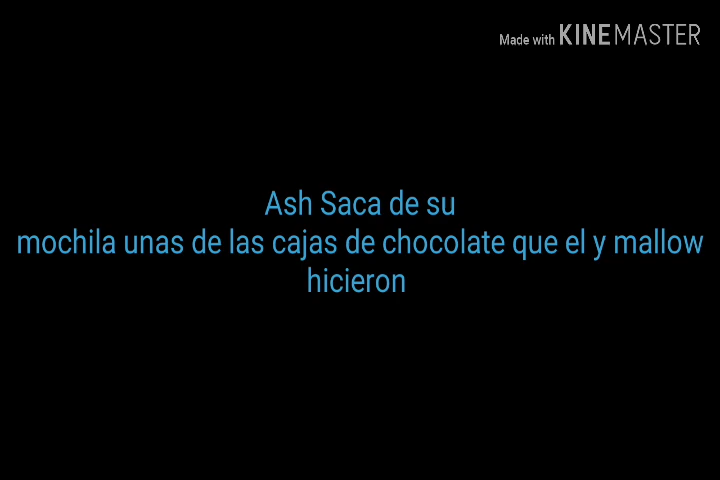 Made with KINEMASTER
Ash Saca de su
mochila unas de las cajas de chocolate que el y mallow
hicieron